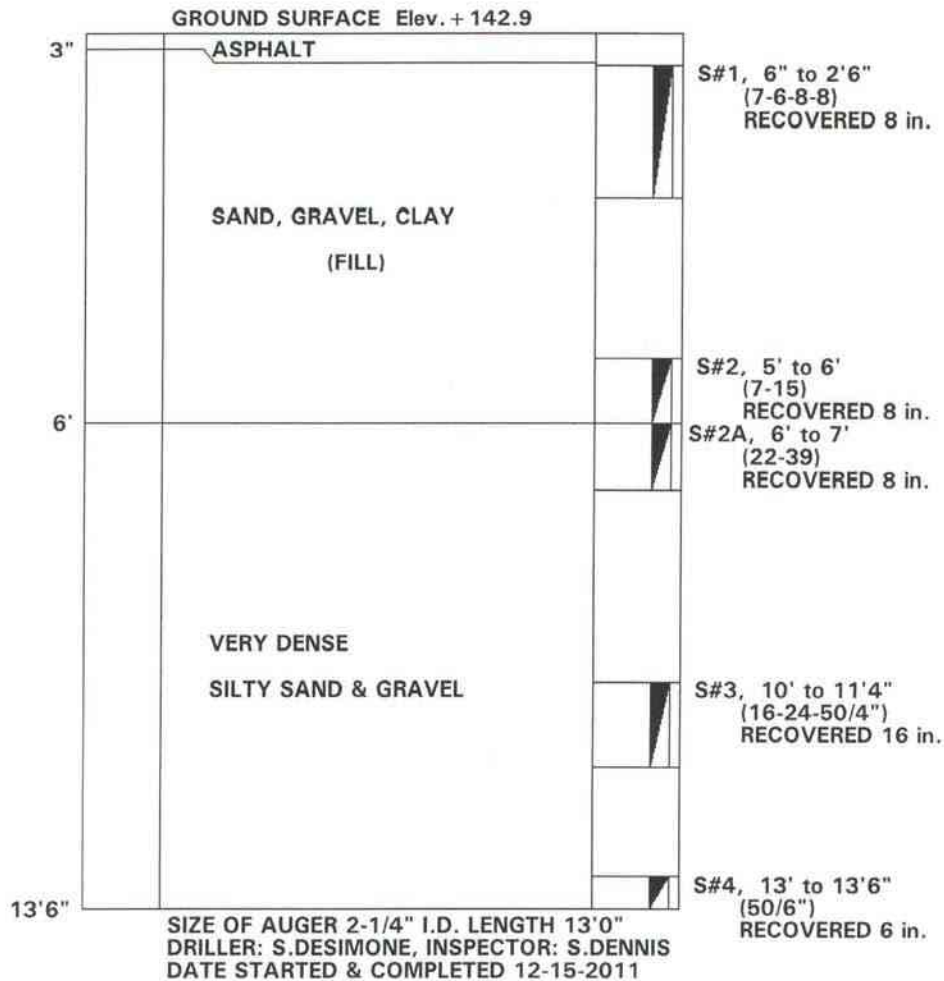 GROUND SURFACE Elev. + 142.9
3"
ASPHALT
S#1, 6" to 2'6"
(7-6-8-8)
RECOVERED 8 in.
SAND, GRAVEL, CLAY
(FILL)
S#2, 5' to 6'
(7-15)
RECOVERED 8 in.
6'
S#2A, 6' to 7'
(22-39)
RECOVERED 8 in.
VERY DENSE
SILTY SAND & GRAVEL
S#3, 10' to 11'4"
(16-24-50/4")
RECOVERED 16 in.
S#4, 13' to 13'6"
(50/6")
RECOVERED 6 in.
13'6"
SIZE OF AUGER 2-1/4" I.D. LENGTH 13'0"
DRILLER: S.DESIMONE, INSPECTOR: S.DENNIS
DATE STARTED & COMPLETED 12-15-2011